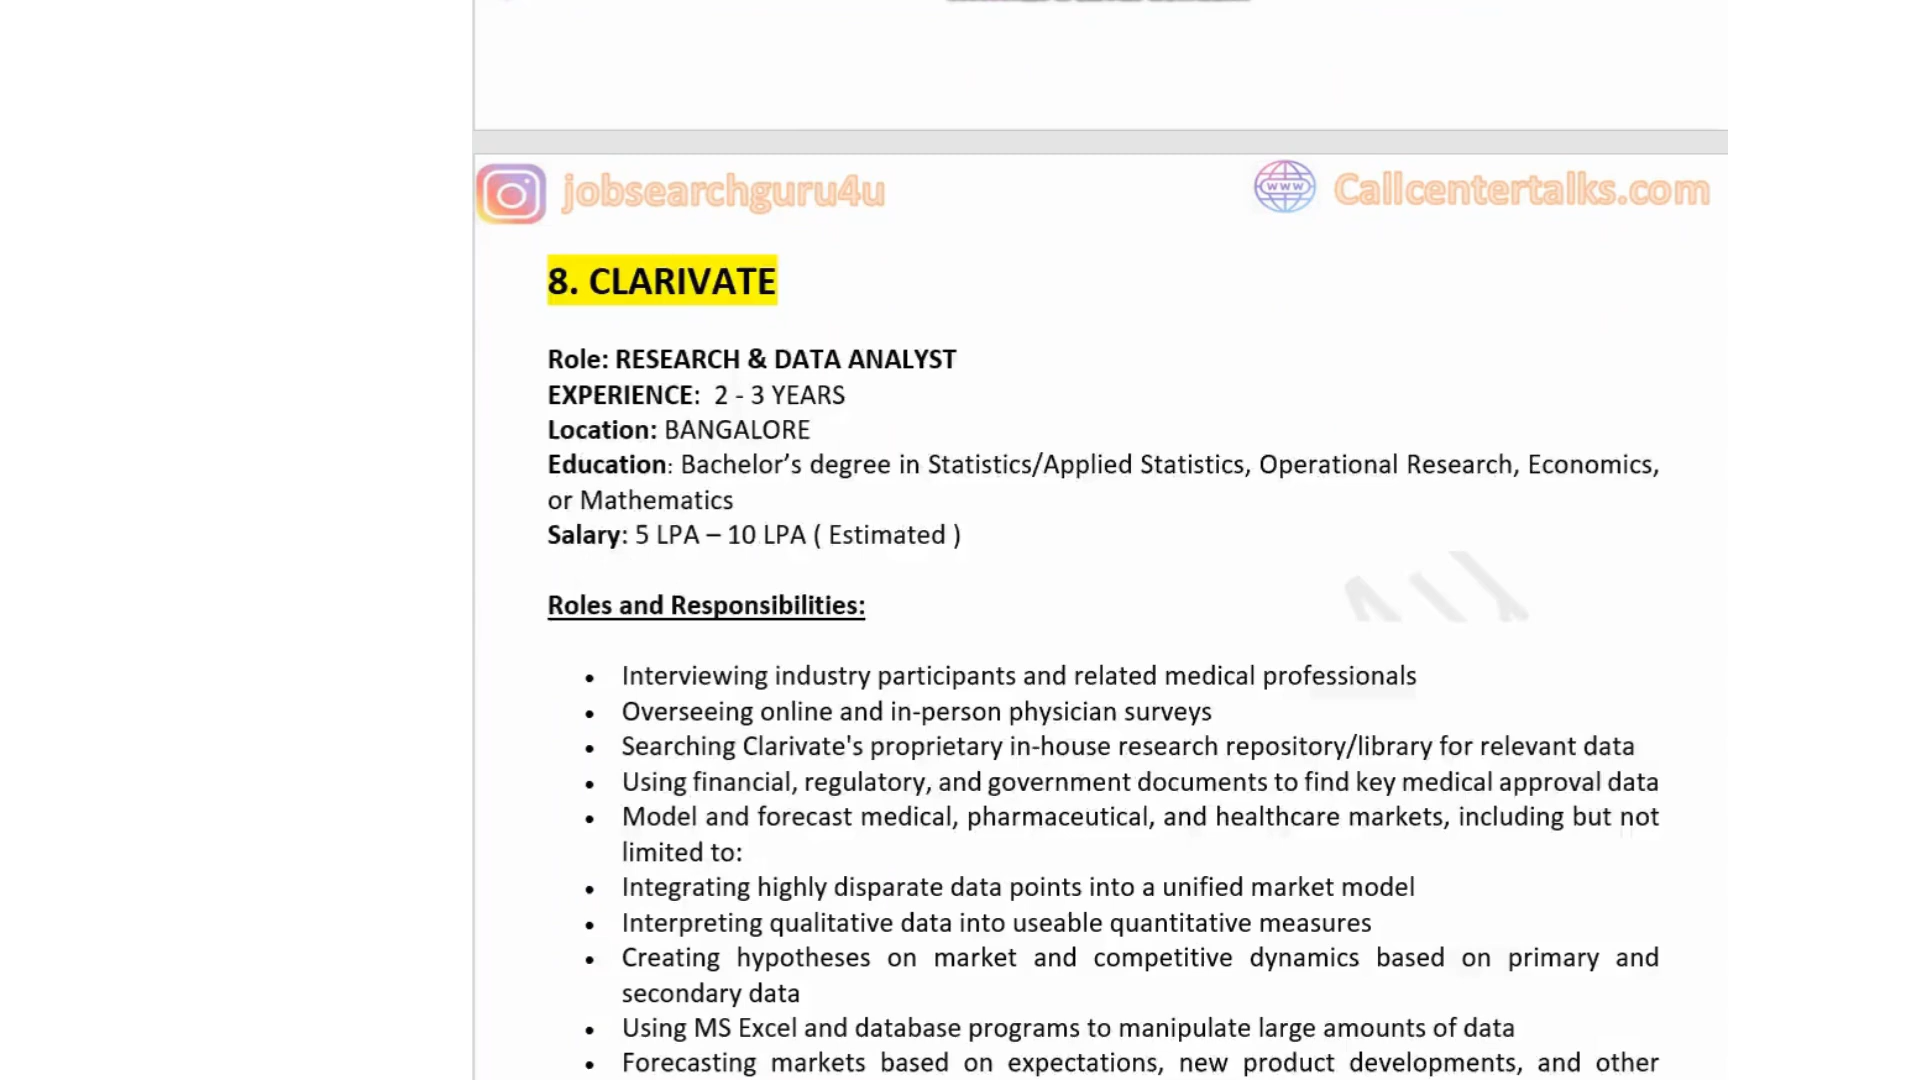 jobsearchguru4u
www
Callcentertalks.com
8. CLARIVATE
Role: RESEARCH & DATA ANALYST
EXPERIENCE: 2 - 3 YEARS
Location: BANGALORE
Education: Bachelor’s degree in Statistics/Applied Statistics, Operational Research, Economics,
or Mathematics
Salary: 5 LPA – 10 LPA ( Estimated )
Roles and Responsibilities:
• Interviewing industry participants and related medical professionals
• Overseeing online and in-person physician surveys
• Searching Clarivate's proprietary in-house research repository/library for relevant data
• Using financial, regulatory, and government documents to find key medical approval data
• Model and forecast medical, pharmaceutical, and healthcare markets, including but not
limited to:
• Integrating highly disparate data points into a unified market model
• Interpreting qualitative data into useable quantitative measures
• Creating hypotheses on market and competitive dynamics based on primary and
secondary data
• Using MS Excel and database programs to manipulate large amounts of data
• Forecasting markets based on expectations, new product developments, and other